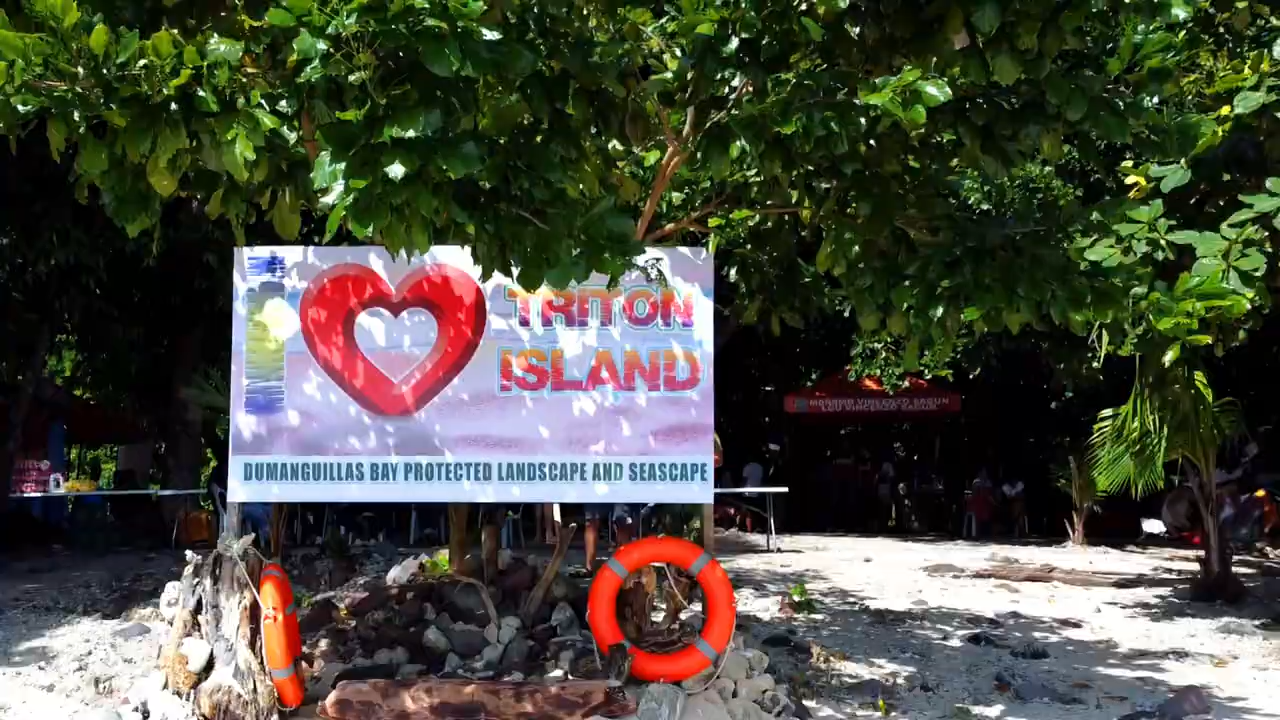 TRITON
ISLAND
DUMANGUILLAS BAY PROTECTED LANDSCAPE AND SEASCAPE